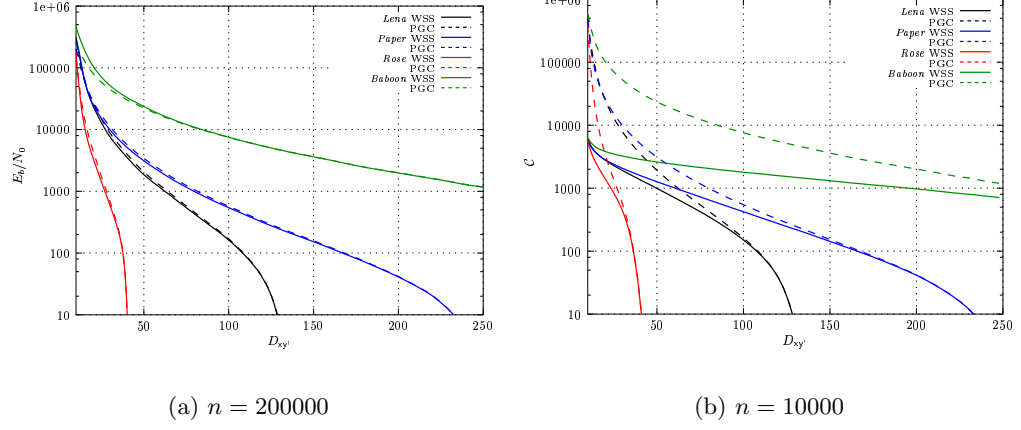 1e+06
100000
10000
1000
100
10
50
100
150
200
250
E_b/N_0
D_xy'
Lena WSS
PGC
Paper WSS
PGC
Rose WSS
PGC
Baboon WSS
PGC
(a) n = 200000
1e+06
100000
10000
1000
100
10
50
100
150
200
250
C
D_xy'
Lena WSS
PGC
Paper WSS
PGC
Rose WSS
PGC
Baboon WSS
PGC
(b) n = 10000